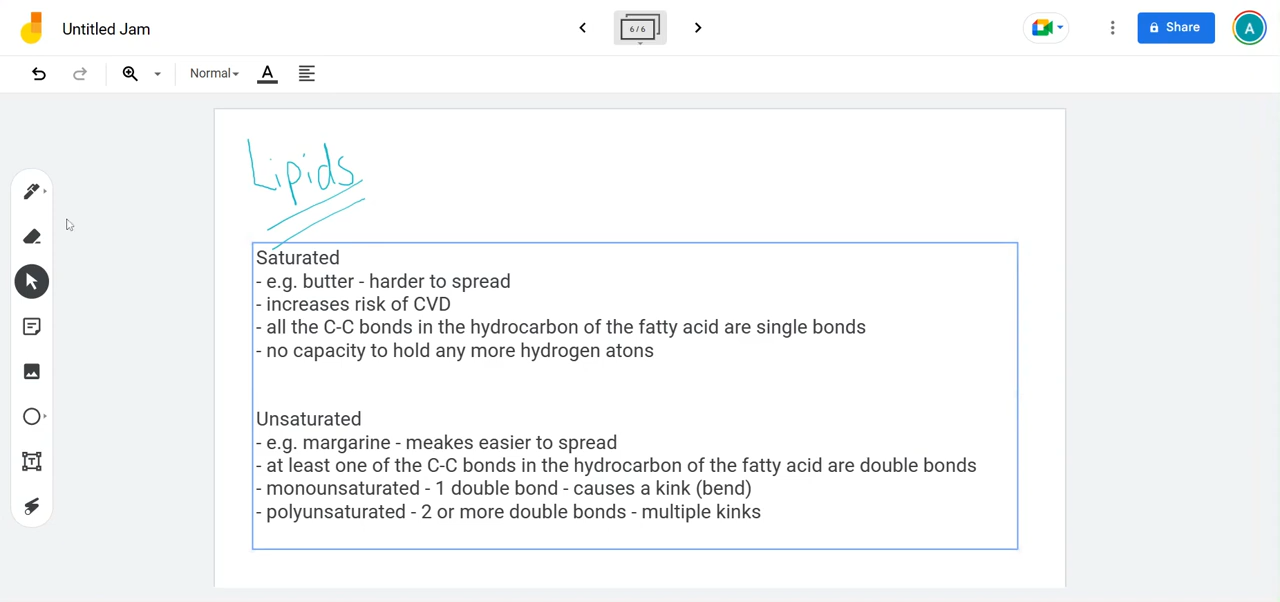 Untitled Jam
6/6
Share
A
Normal
A
Lipids
Saturated
- e.g. butter - harder to spread
- increases risk of CVD
- all the C-C bonds in the hydrocarbon of the fatty acid are single bonds
- no capacity to hold any more hydrogen atons
Unsaturated
- e.g. margarine - meakes easier to spread
- at least one of the C-C bonds in the hydrocarbon of the fatty acid are double bonds
- monounsaturated - 1 double bond - causes a kink (bend)
- polyunsaturated - 2 or more double bonds - multiple kinks